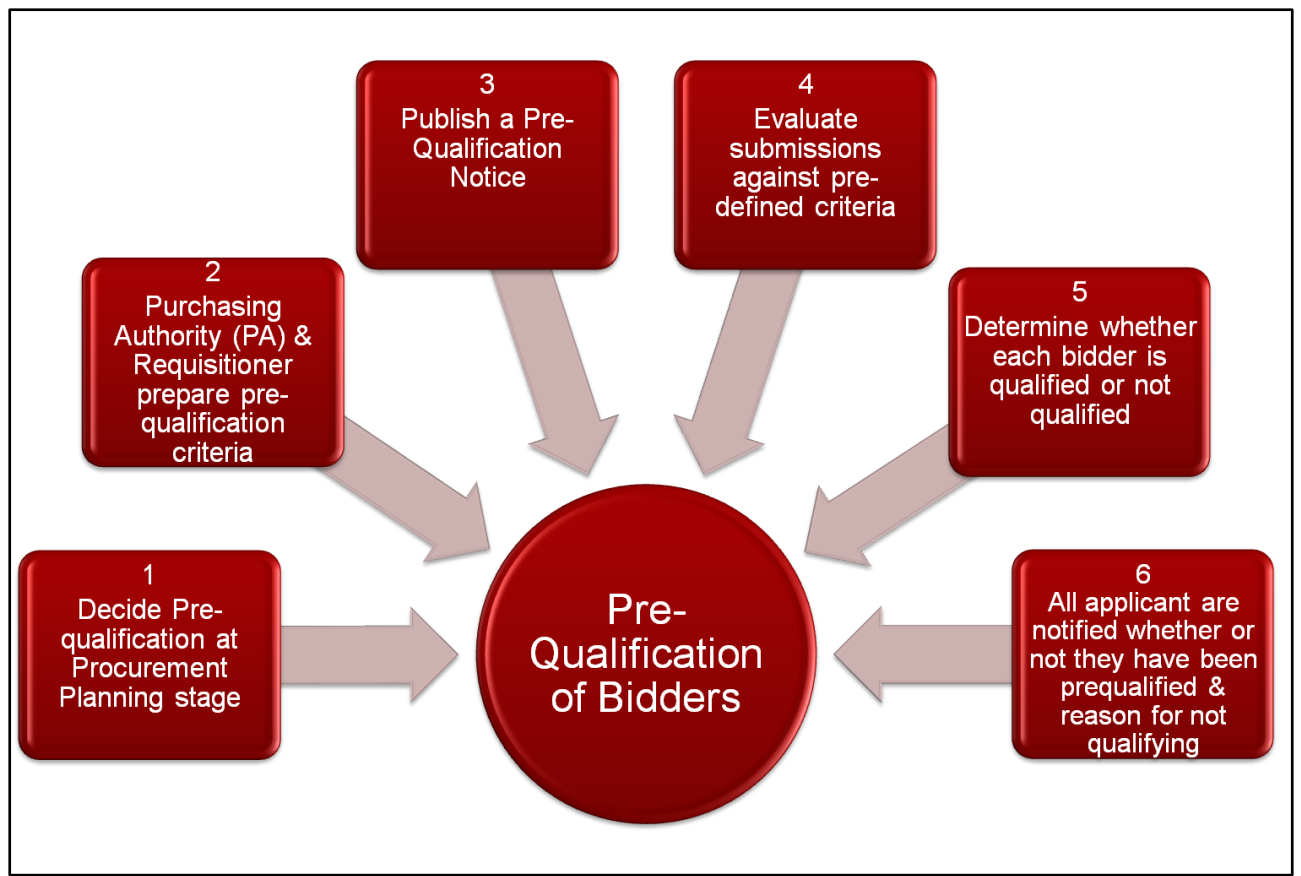 3
Publish a Pre-
Qualification
Notice
4
Evaluate
submissions
against pre-
defined criteria
2
Purchasing
Authority (PA) &
Requisitioner
prepare pre-
qualification
criteria
5
Determine whether
each bidder is
qualified or not
qualified
1
Decide Pre-
qualification at
Procurement
Planning stage
Pre-
Qualification
of Bidders
6
All applicant are
notified whether or
not they have been
prequalified &
reason for not
qualifying